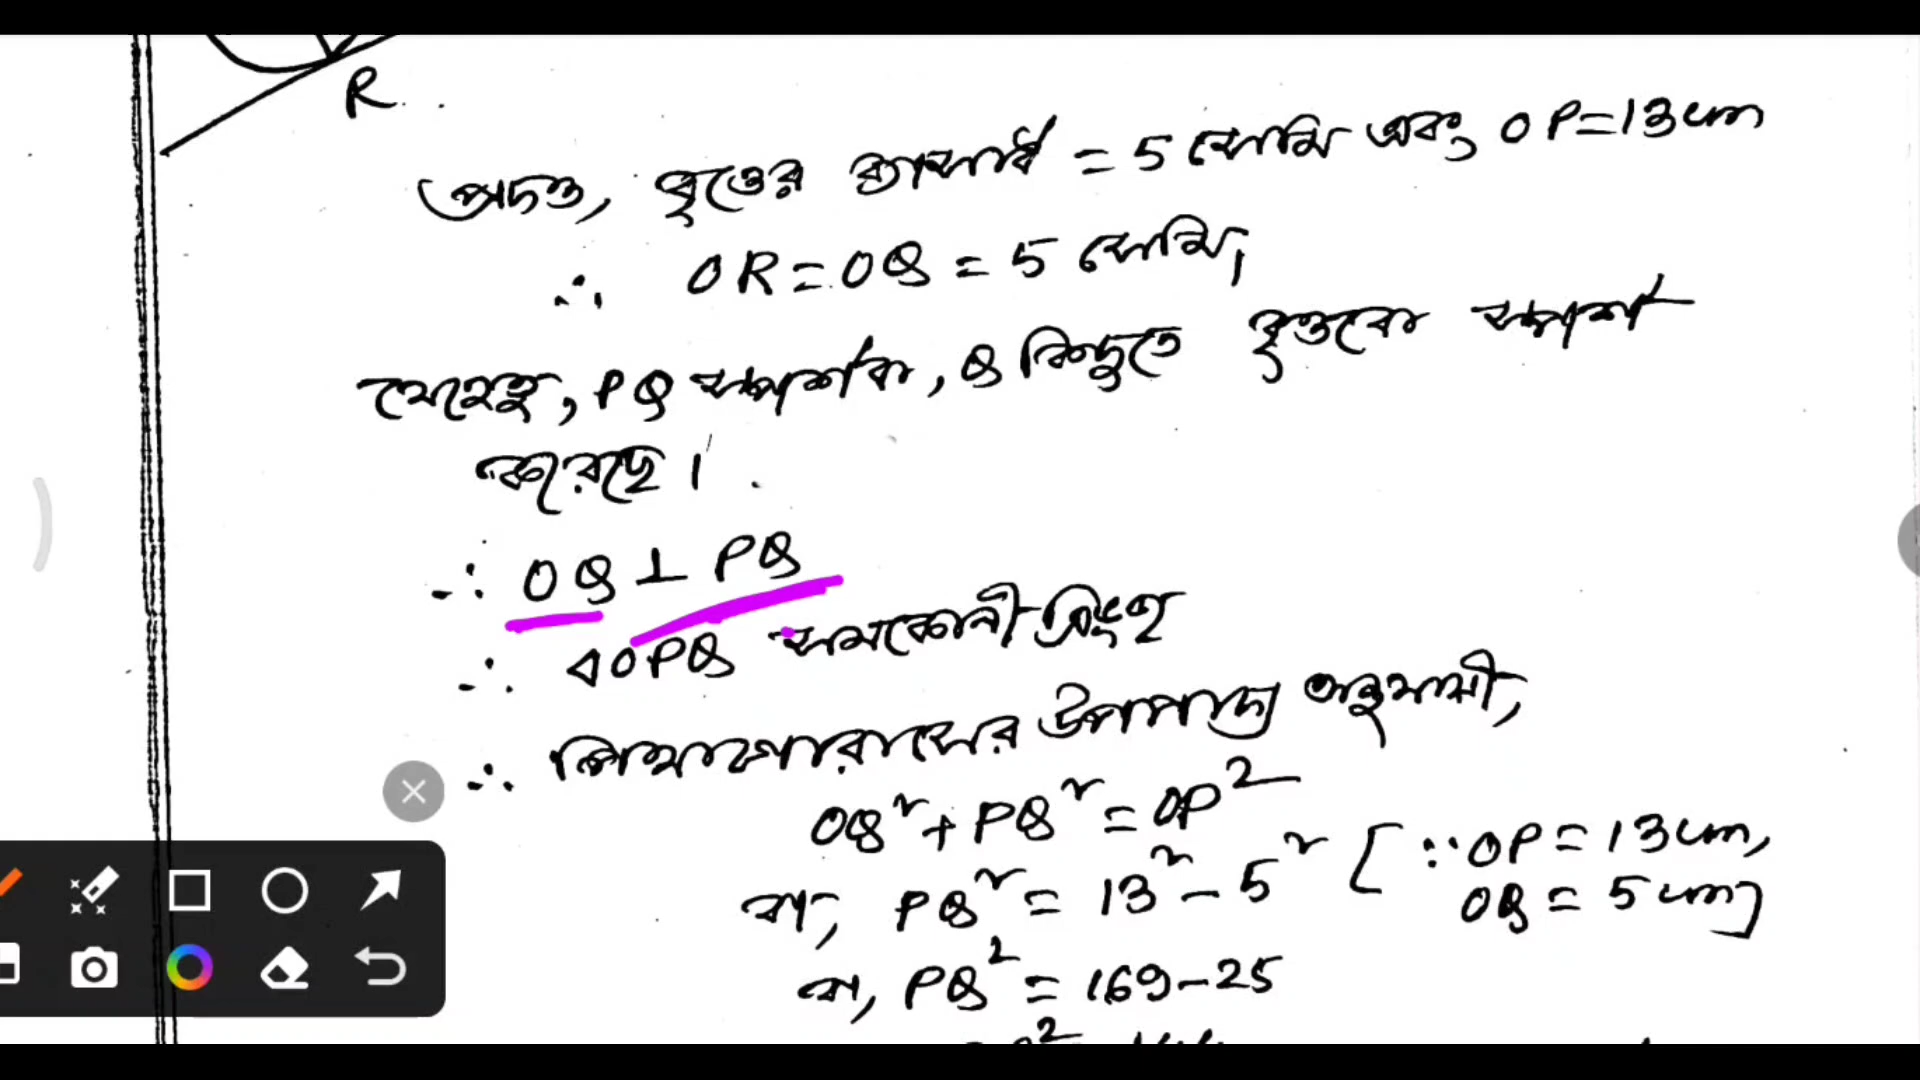 R
প্রদত্ত, বৃত্তের ব্যাসার্ধ = 5 সেমি এবং OP=13cm
∴ OR=OQ = 5 সেমি,
যেহেতু, PQ স্পর্শক, Q বিন্দুতে বৃত্তকে স্পর্শ
করেছে।
∴ OQ ⊥ PQ
∴ ∆OPQ সমকোনী ত্রিভুজ
∴ পিথাগোরাসের উপপাদ্য অনুযায়ী,
OQ² + PQ² = OP²
বা, PQ² = 13² - 5² [∵ OP = 13cm,
OQ = 5cm]
বা, PQ² = 169-25